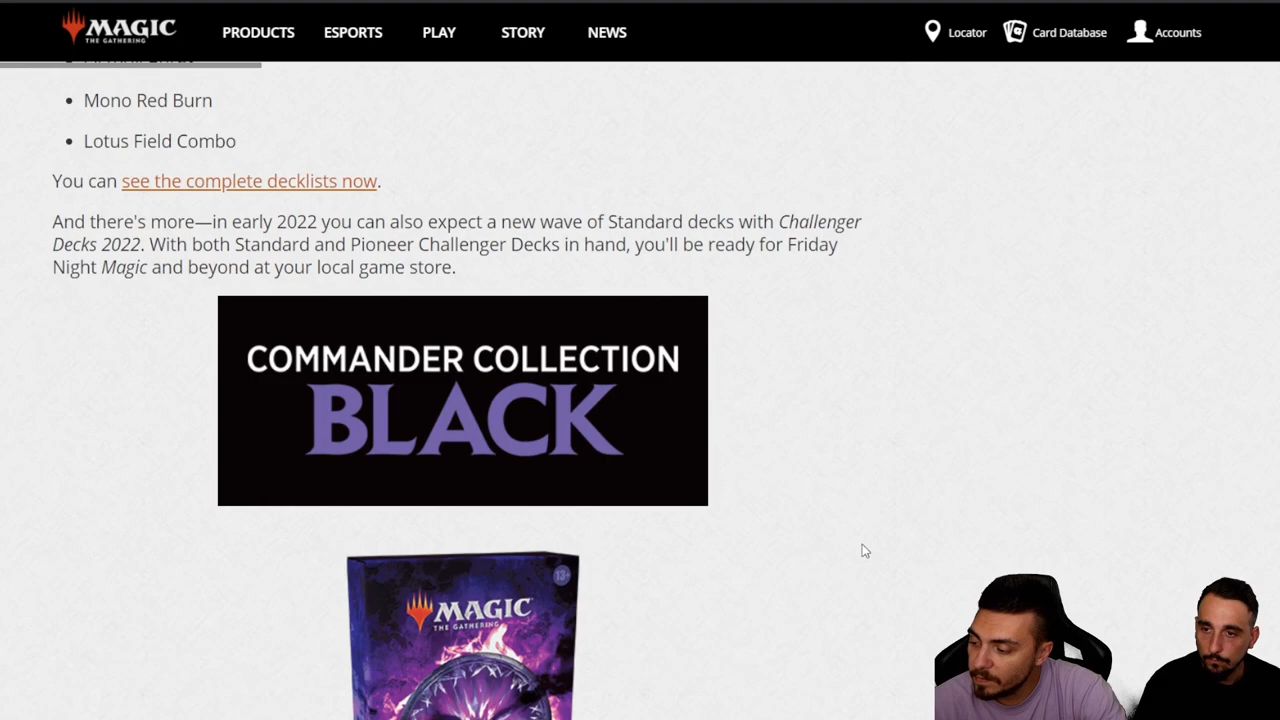 MAGIC
THE GATHERING
PRODUCTS
ESPORTS
PLAY
STORY
NEWS
Locator
Card Database
Accounts
• Mono Red Burn
• Lotus Field Combo
You can see the complete decklists now.
And there's more—in early 2022 you can also expect a new wave of Standard decks with Challenger
Decks 2022. With both Standard and Pioneer Challenger Decks in hand, you'll be ready for Friday
Night Magic and beyond at your local game store.
COMMANDER COLLECTION
BLACK
13+
MAGIC
THE GATHERING